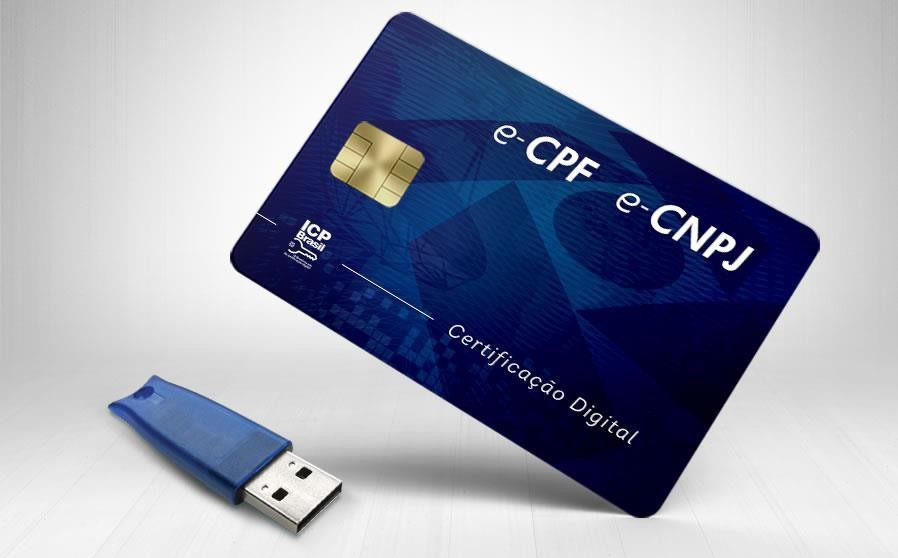 e-CPF e-CNPJ
ICP
Brasil
Certificação Digital